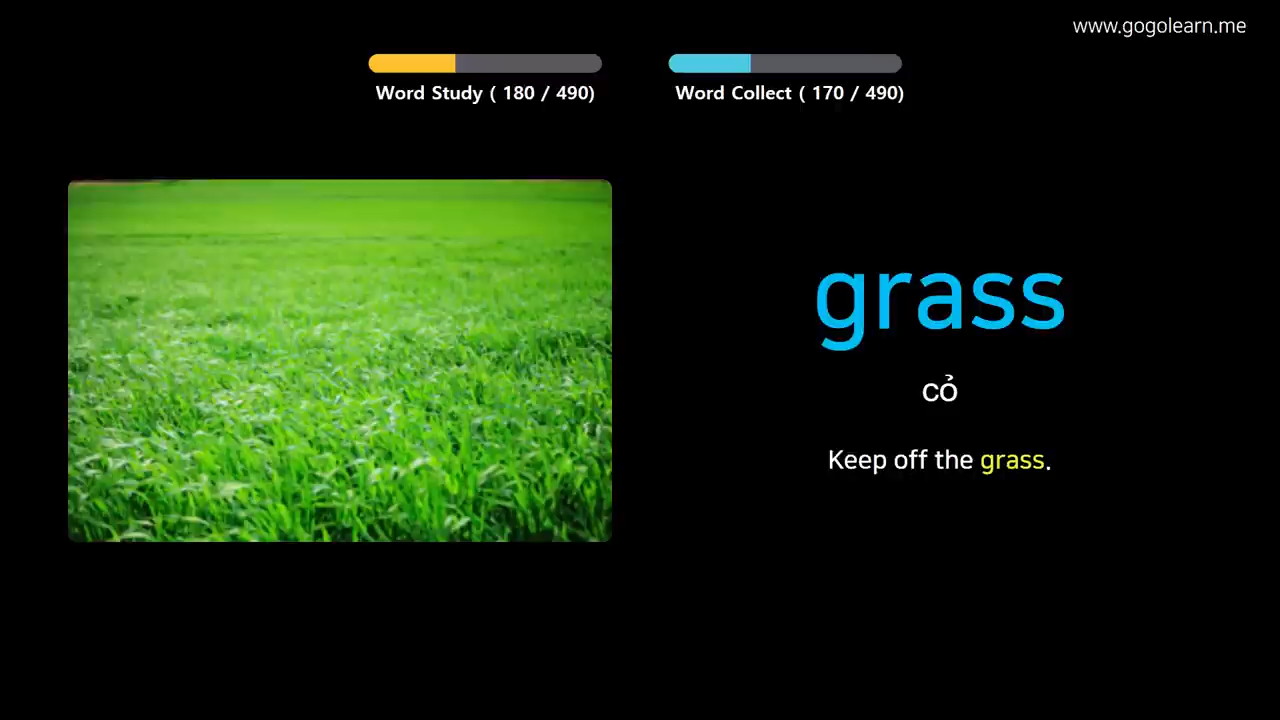 www.gogolearn.me
Word Study ( 180 / 490)
Word Collect ( 170 / 490)
grass
cỏ
Keep off the grass.